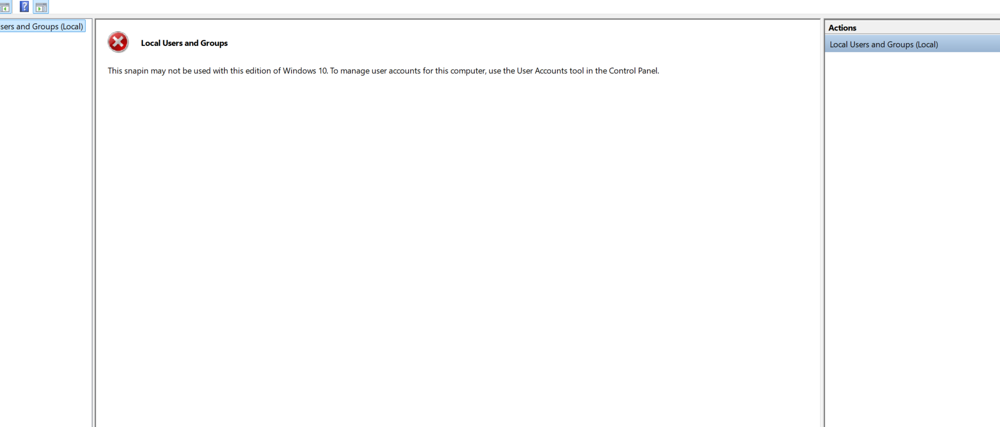 sers and Groups (Local)
Local Users and Groups
This snapin may not be used with this edition of Windows 10. To manage user accounts for this computer, use the User Accounts tool in the Control Panel.
Actions
Local Users and Groups (Local)